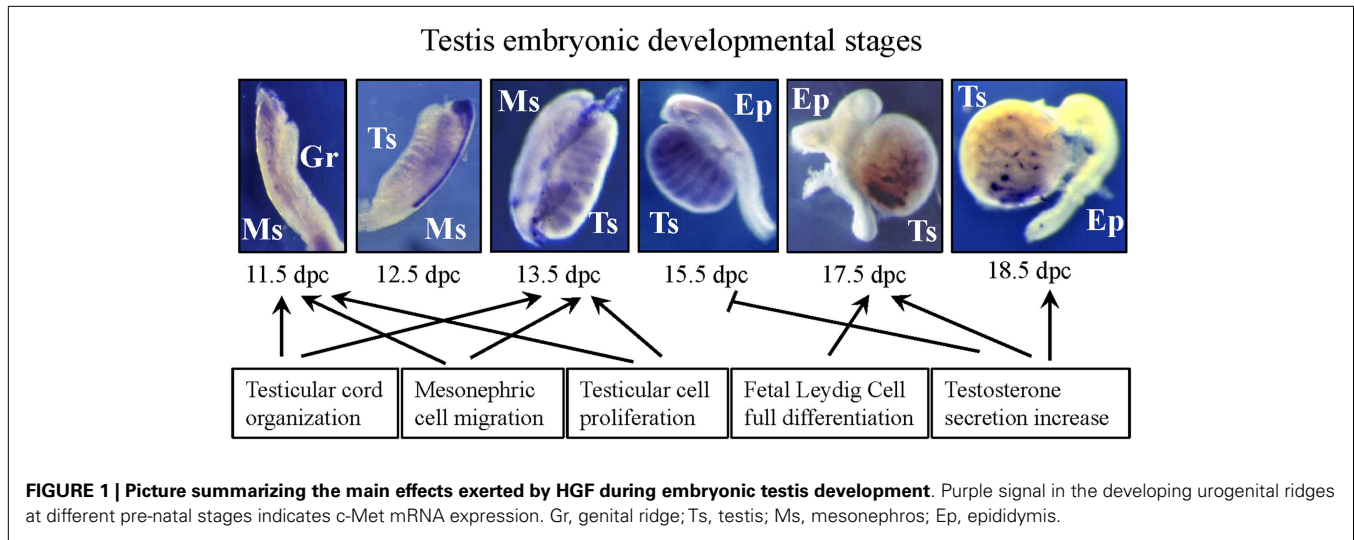 Testis embryonic developmental stages
Ms Gr
Ts Ms
Ms Ts
Ep Ts
Ep Ts
Ts Ep
11.5 dpc 12.5 dpc 13.5 dpc 15.5 dpc 17.5 dpc 18.5 dpc
Testicular cord
organization
Mesonephric
cell migration
Testicular cell
proliferation
Fetal Leydig Cell
full differentiation
Testosterone
secretion increase
FIGURE 1 | Picture summarizing the main effects exerted by HGF during embryonic testis development. Purple signal in the developing urogenital ridges
at different pre-natal stages indicates c-Met mRNA expression. Gr, genital ridge; Ts, testis; Ms, mesonephros; Ep, epididymis.